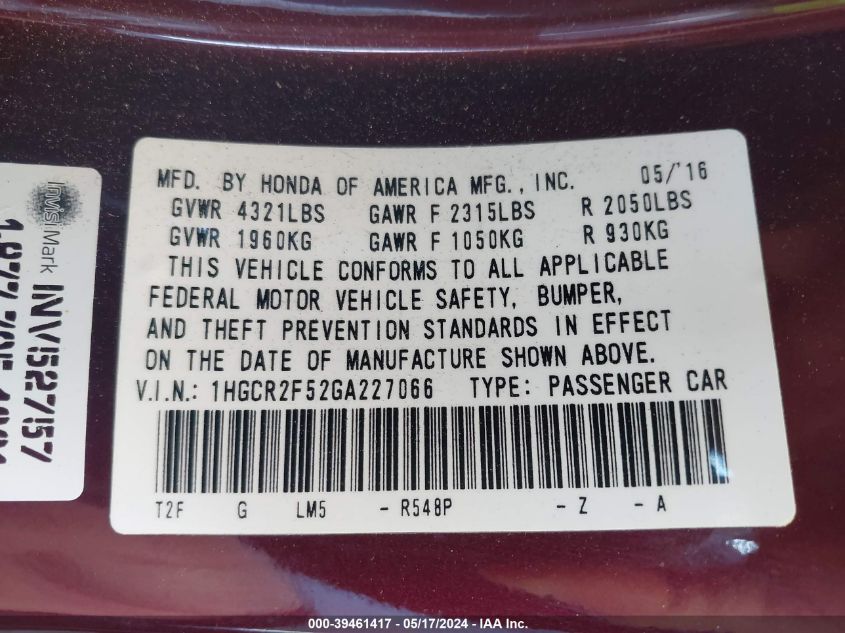 MFD. BY HONDA OF AMERICA MFG., INC. 05/'16
GVWR 4321LBS GAWR F 2315LBS R 2050LBS
GVWR 1960KG GAWR F 1050KG R 930KG
THIS VEHICLE CONFORMS TO ALL APPLICABLE
FEDERAL MOTOR VEHICLE SAFETY, BUMPER,
AND THEFT PREVENTION STANDARDS IN EFFECT
ON THE DATE OF MANUFACTURE SHOWN ABOVE.
V.I.N.: 1HGCR2F52GA227066 TYPE: PASSENGER CAR
T2F G LM5 - R548P - Z - A
InVisiMark
INV527157
000-39461417 - 05/17/2024 - IAA Inc.